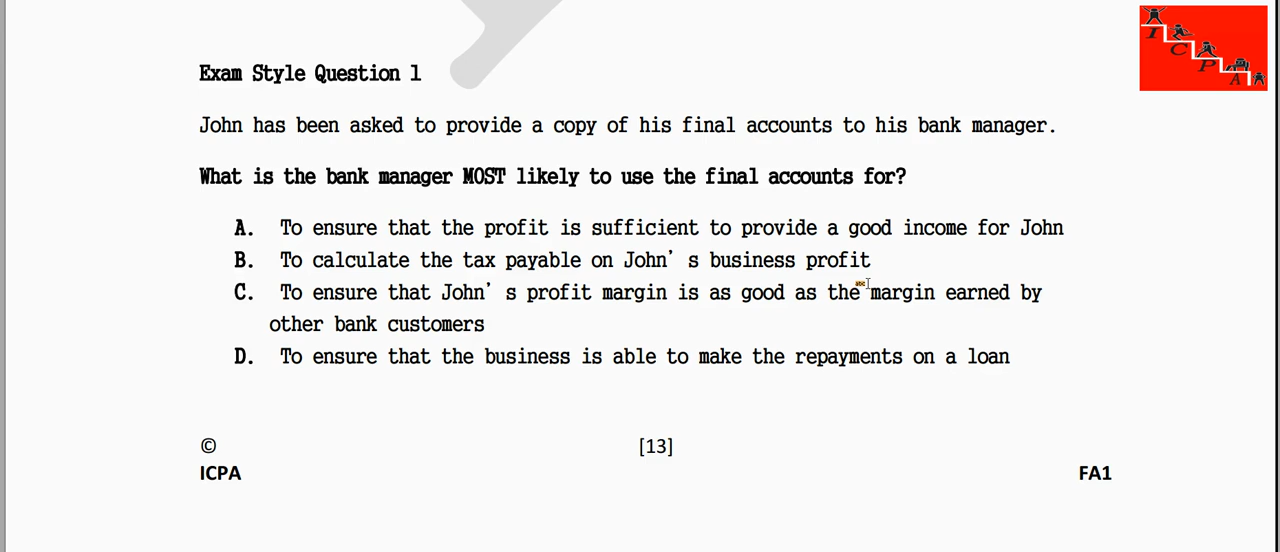 I
C
P
A
Exam Style Question 1
John has been asked to provide a copy of his final accounts to his bank manager.
What is the bank manager MOST likely to use the final accounts for?
A. To ensure that the profit is sufficient to provide a good income for John
B. To calculate the tax payable on John’ s business profit
C. To ensure that John’ s profit margin is as good as the margin earned by
other bank customers
D. To ensure that the business is able to make the repayments on a loan
© [13]
ICPA FA1